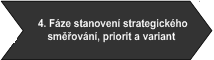 4. Fáze stanovení strategického
směřování, priorit a variant